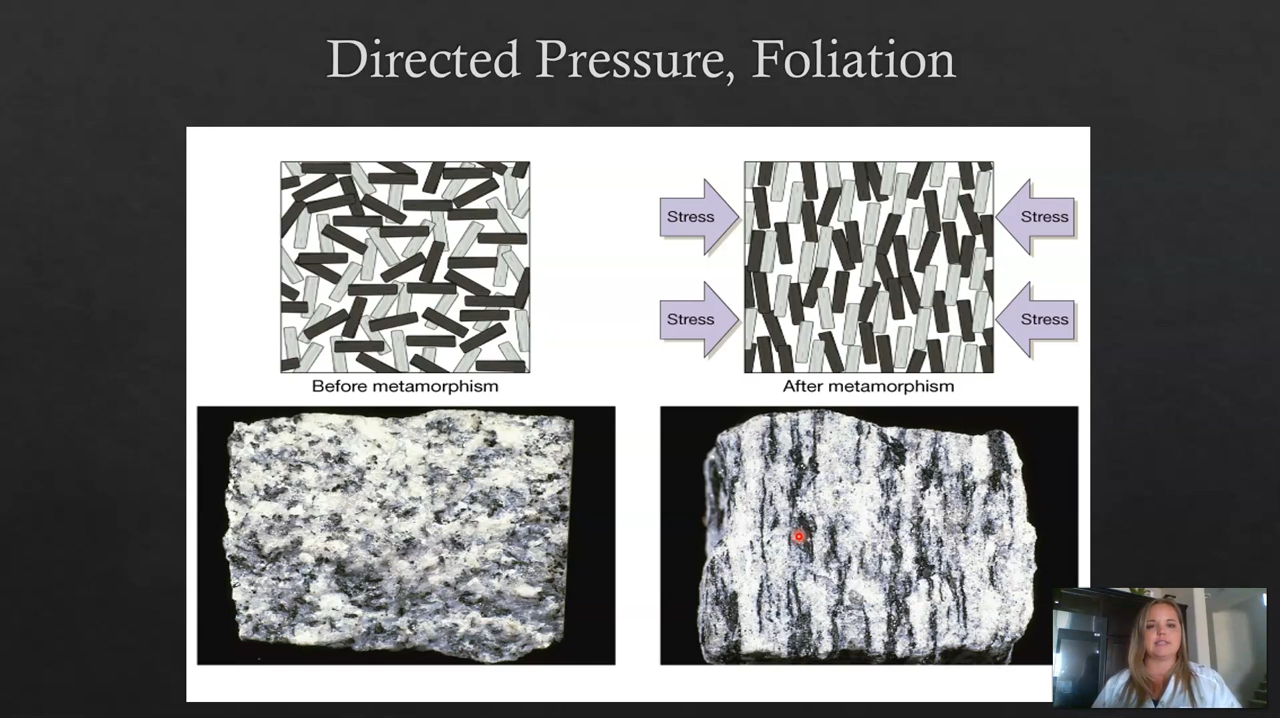 Directed Pressure, Foliation
Stress
Stress
Stress
Stress
Before metamorphism
After metamorphism